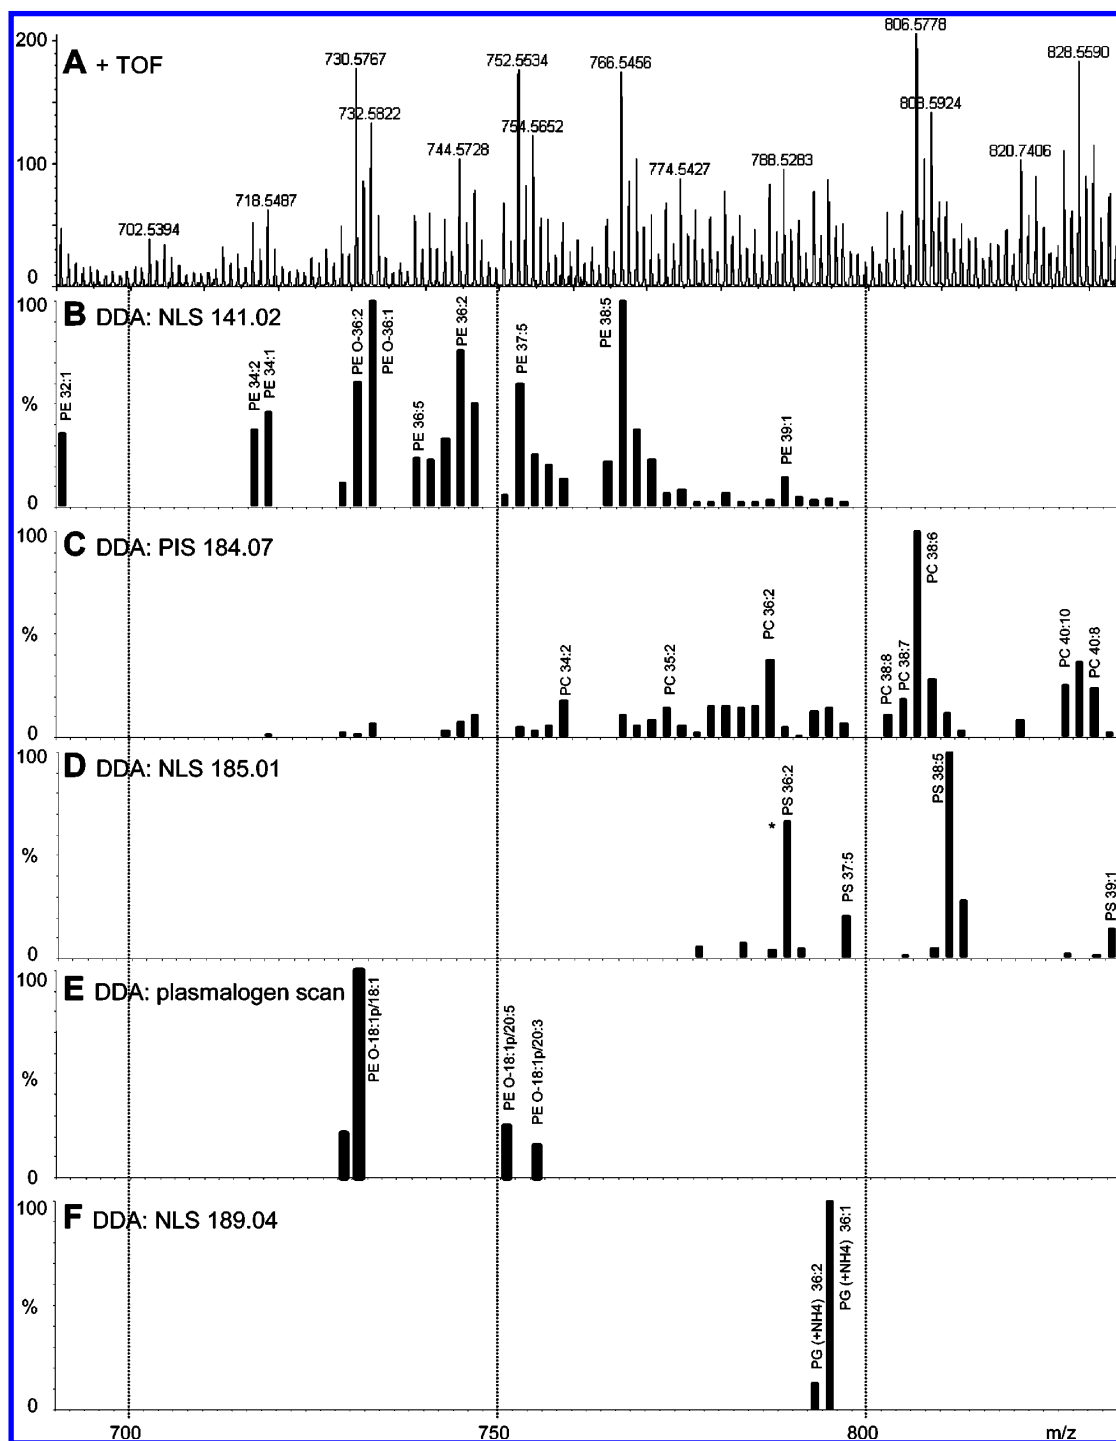 200
A + TOF
730.5767
732.5822
752.5534
754.5652
766.5456
806.5778
808.5924
828.5590
100
702.5394
718.5487
744.5728
774.5427
788.5283
820.7406
0
100
B DDA: NLS 141.02
%
0
PE 32:1
PE 34:2
PE 34:1
PE O-36:2
PE O-36:1
PE 36:5
PE 36:2
PE 37:5
PE 38:5
PE 39:1
100
C DDA: PIS 184.07
%
0
PC 34:2
PC 35:2
PC 36:2
PC 38:8
PC 38:7
PC 38:6
PC 40:10
PC 40:8
100
D DDA: NLS 185.01
%
0
*
PS 36:2
PS 37:5
PS 38:5
PS 39:1
100
E DDA: plasmalogen scan
%
0
PE O-18:1p/18:1
PE O-18:1p/20:5
PE O-18:1p/20:3
100
F DDA: NLS 189.04
%
0
PG (+NH4) 36:2
PG (+NH4) 36:1
700
750
800
m/z